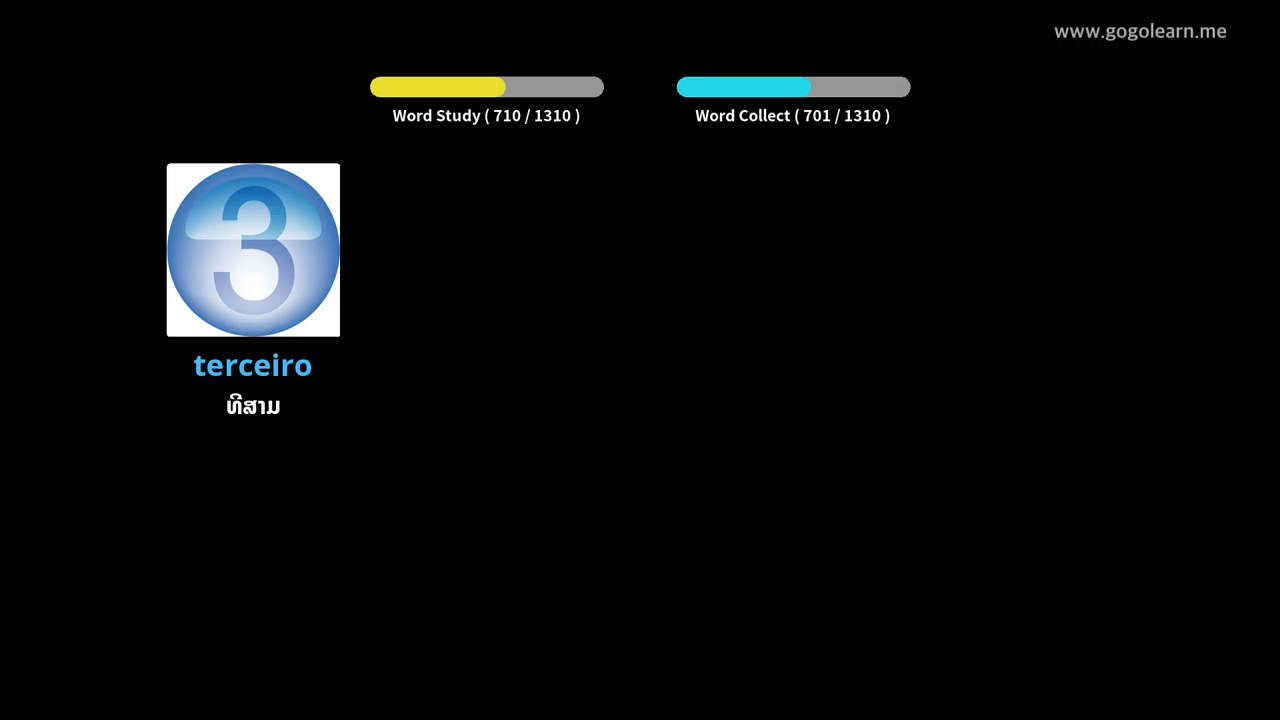 www.gogolearn.me
Word Study ( 710 / 1310 )
Word Collect ( 701 / 1310 )
3
terceiro
ທີສາມ